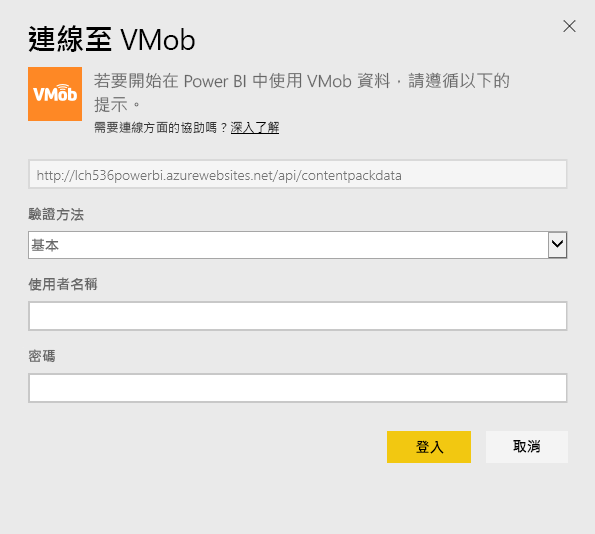 連線至 VMob
VMob
若要開始在 Power BI 中使用 VMob 資料，請遵循以下的
提示。
需要連線方面的協助嗎？深入了解
http://lch536powerbi.azurewebsites.net/api/contentpackdata
驗證方法
基本
使用者名稱
密碼
登入
取消